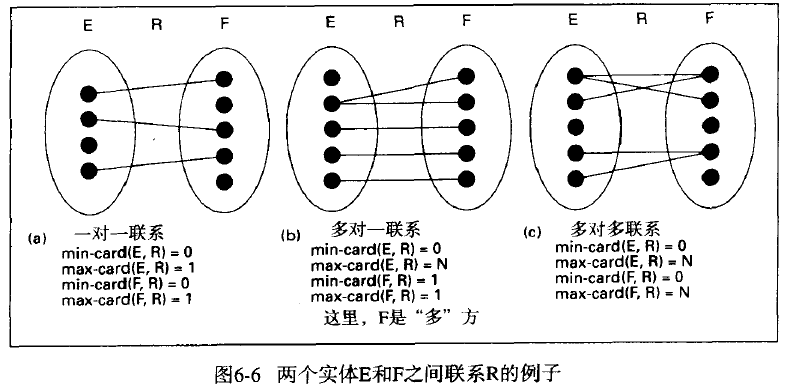 E R F
E R F
E R F
(a) 一对一联系
min-card(E, R) = 0
max-card(E, R) = 1
min-card(F, R) = 0
max-card(F, R) = 1
(b) 多对一联系
min-card(E, R) = 0
max-card(E, R) = N
min-card(F, R) = 1
max-card(F, R) = 1
这里，F是“多”方
(c) 多对多联系
min-card(E, R) = 0
max-card(E, R) = N
min-card(F, R) = 0
max-card(F, R) = N
图6-6 两个实体E和F之间联系R的例子